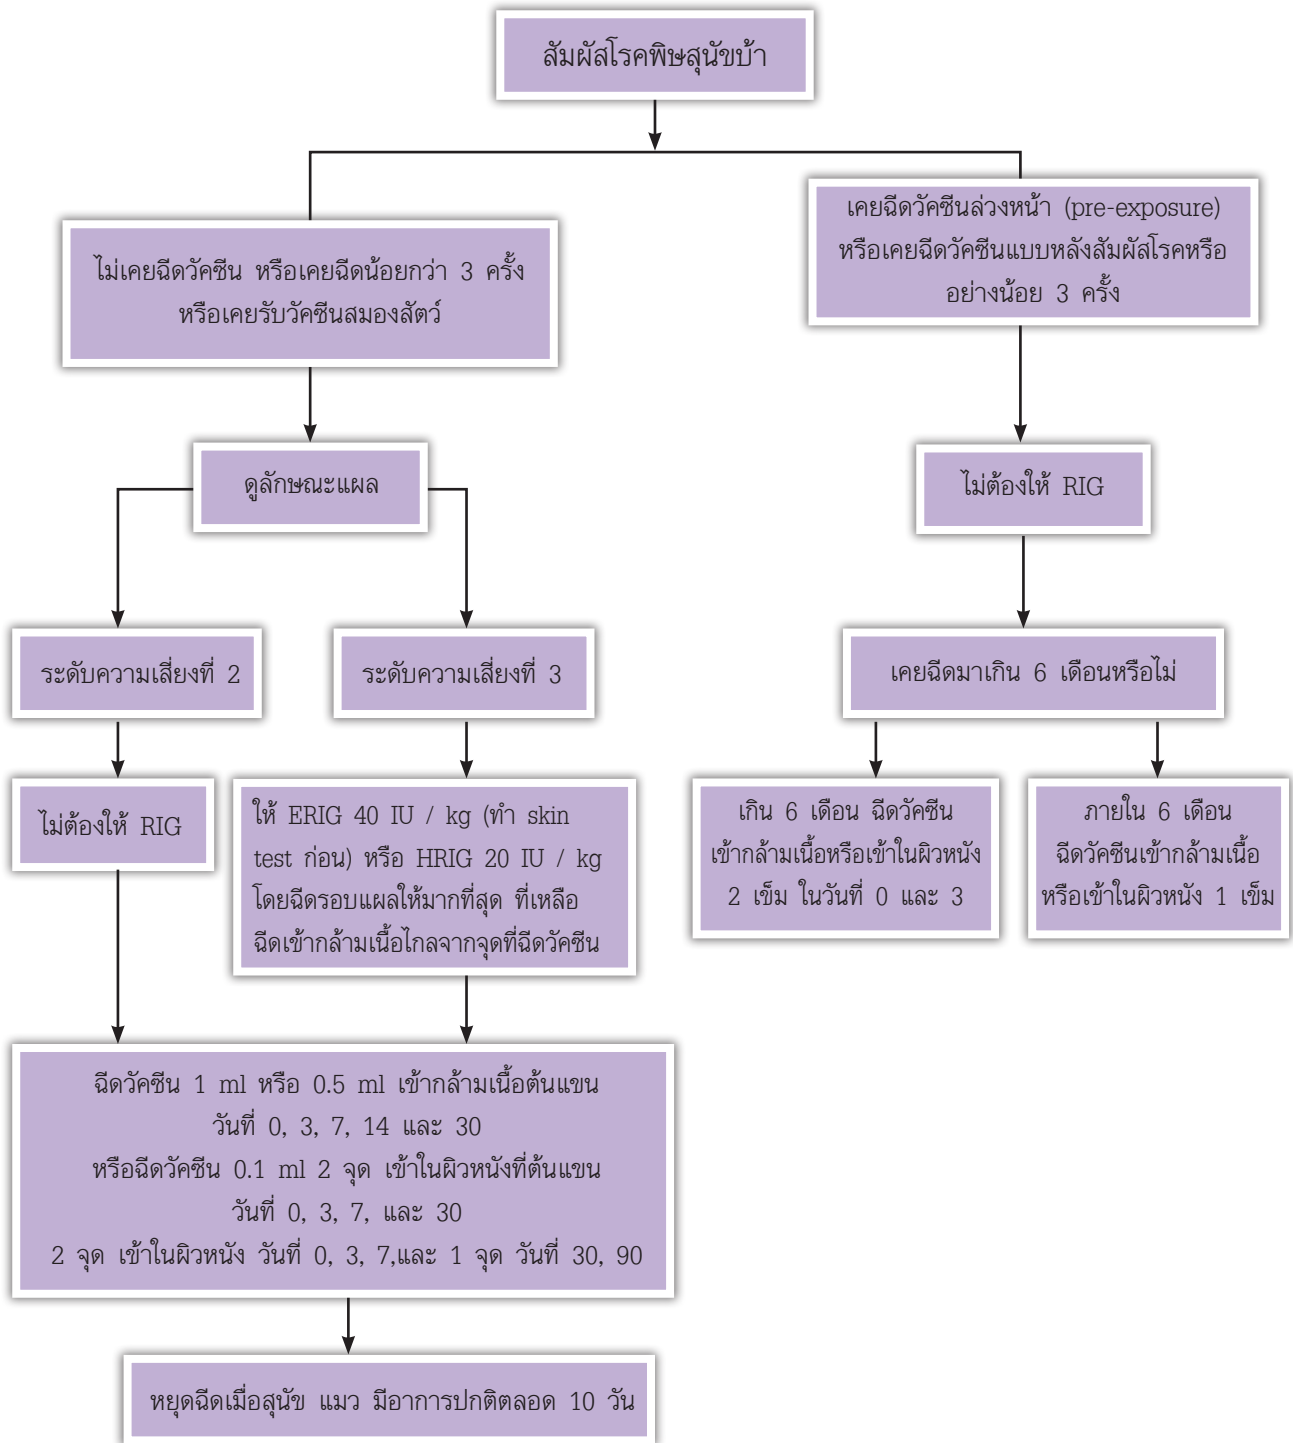 สัมผัสโรคพิษสุนัขบ้า
ไม่เคยฉีดวัคซีน หรือเคยฉีดน้อยกว่า 3 ครั้ง
หรือเคยรับวัคซีนสมองสัตว์
เคยฉีดวัคซีนล่วงหน้า (pre-exposure)
หรือเคยฉีดวัคซีนแบบหลังสัมผัสโรคหรือ
อย่างน้อย 3 ครั้ง
ดูลักษณะแผล
ไม่ต้องให้ RIG
ระดับความเสี่ยงที่ 2
ระดับความเสี่ยงที่ 3
เคยฉีดมาเกิน 6 เดือนหรือไม่
ไม่ต้องให้ RIG
ให้ ERIG 40 IU / kg (ทำ skin
test ก่อน) หรือ HRIG 20 IU / kg
โดยฉีดรอบแผลให้มากที่สุด ที่เหลือ
ฉีดเข้ากล้ามเนื้อไกลจากจุดที่ฉีดวัคซีน
เกิน 6 เดือน ฉีดวัคซีน
เข้ากล้ามเนื้อหรือเข้าในผิวหนัง
2 เข็ม ในวันที่ 0 และ 3
ภายใน 6 เดือน
ฉีดวัคซีนเข้ากล้ามเนื้อ
หรือเข้าในผิวหนัง 1 เข็ม
ฉีดวัคซีน 1 ml หรือ 0.5 ml เข้ากล้ามเนื้อต้นแขน
วันที่ 0, 3, 7, 14 และ 30
หรือฉีดวัคซีน 0.1 ml 2 จุด เข้าในผิวหนังที่ต้นแขน
วันที่ 0, 3, 7, และ 30
2 จุด เข้าในผิวหนัง วันที่ 0, 3, 7,และ 1 จุด วันที่ 30, 90
หยุดฉีดเมื่อสุนัข แมว มีอาการปกติตลอด 10 วัน